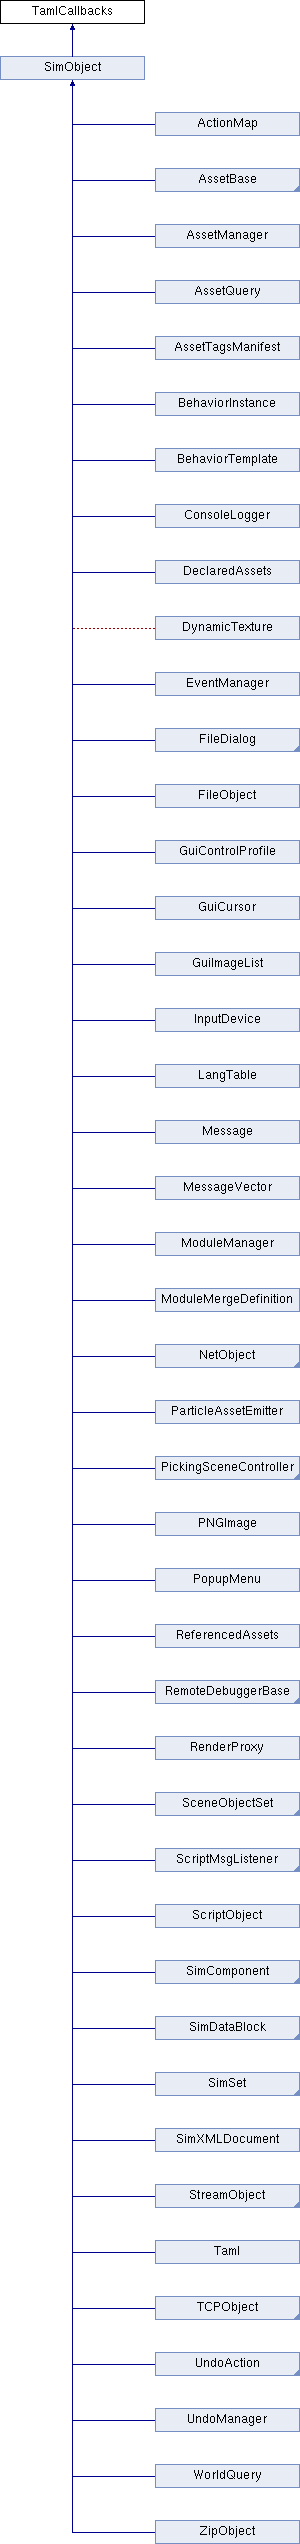 TamlCallbacks
SimObject
ActionMap
AssetBase
AssetManager
AssetQuery
AssetTagsManifest
BehaviorInstance
BehaviorTemplate
ConsoleLogger
DeclaredAssets
DynamicTexture
EventManager
FileDialog
FileObject
GuiControlProfile
GuiCursor
GuiImageList
InputDevice
LangTable
Message
MessageVector
ModuleManager
ModuleMergeDefinition
NetObject
ParticleAssetEmitter
PickingSceneController
PNGImage
PopupMenu
ReferencedAssets
RemoteDebuggerBase
RenderProxy
SceneObjectSet
ScriptMsgListener
ScriptObject
SimComponent
SimDataBlock
SimSet
SimXMLDocument
StreamObject
Taml
TCPObject
UndoAction
UndoManager
WorldQuery
ZipObject